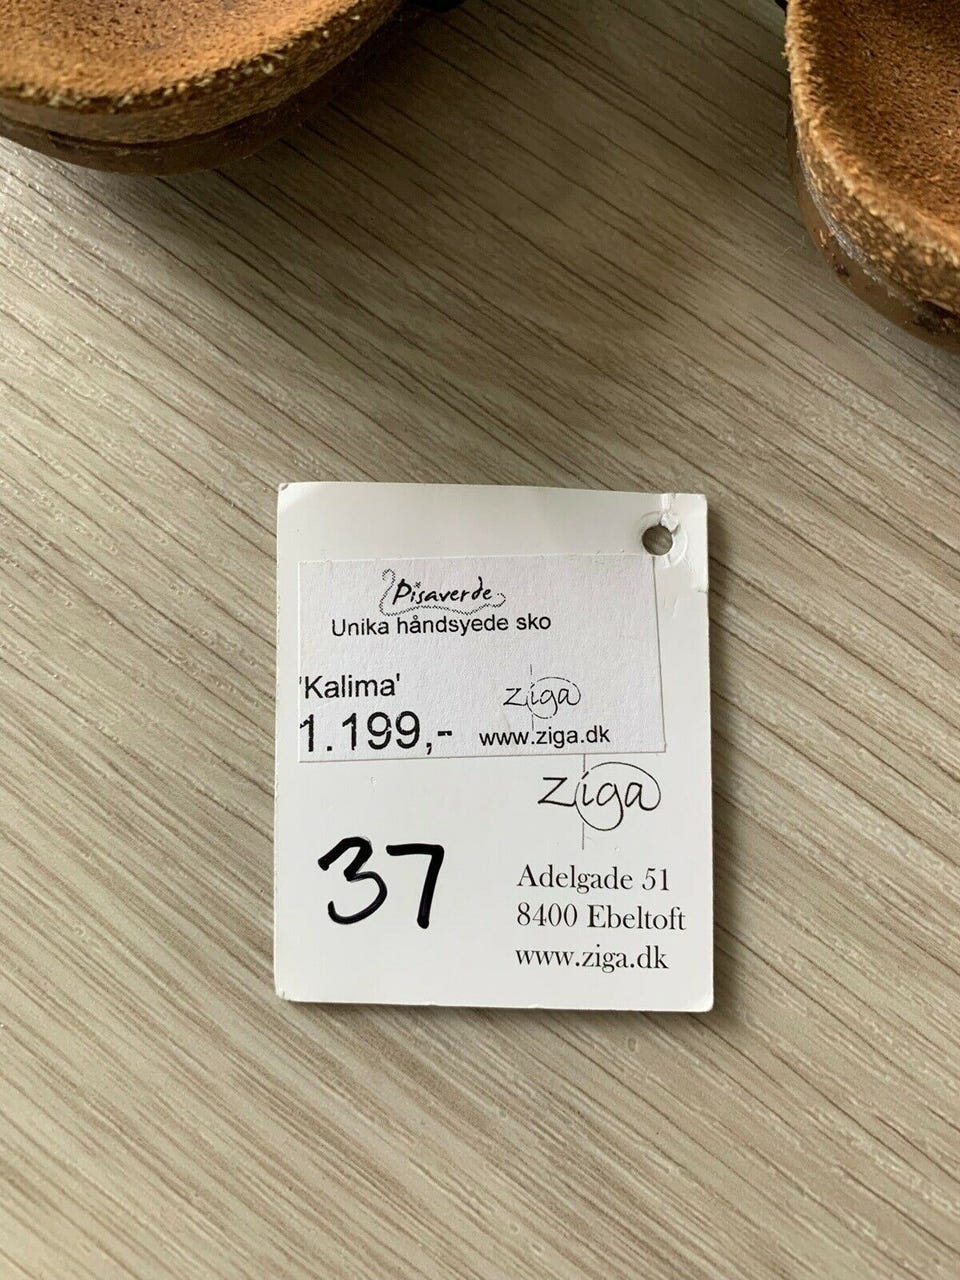 Pisaverde
Unika håndsyede sko
'Kalima'
ziga
1.199,-
www.ziga.dk
ziga
37
Adelgade 51
8400 Ebeltoft
www.ziga.dk